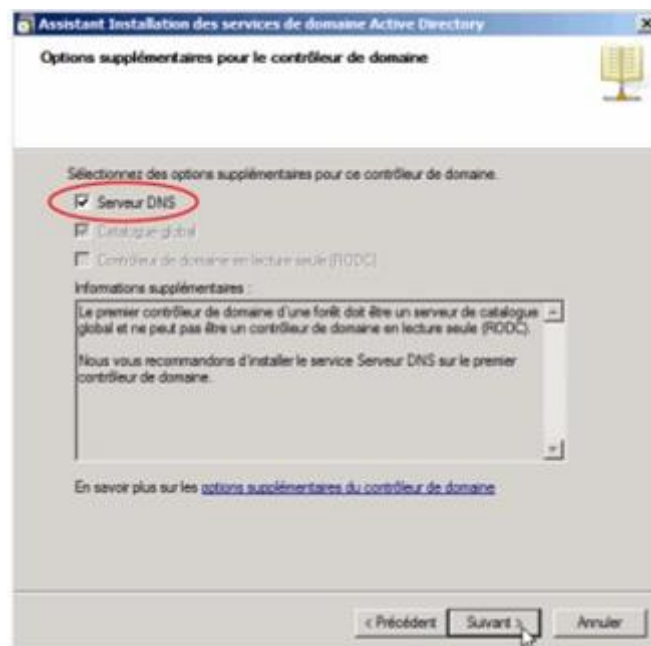 Assistant Installation des services de domaine Active Directory
Options supplémentaires pour le contrôleur de domaine
Sélectionnez des options supplémentaires pour ce contrôleur de domaine.
Serveur DNS
Catalogue global
Contrôleur de domaine en lecture seule (RODC)
Informations supplémentaires :
Le premier contrôleur de domaine d'une forêt doit être un serveur de catalogue
global et ne peut pas être un contrôleur de domaine en lecture seule (RODC).
Nous vous recommandons d'installer le service Serveur DNS sur le premier
contrôleur de domaine.
En savoir plus sur les options supplémentaires du contrôleur de domaine
< Précédent
Suivant >
Annuler